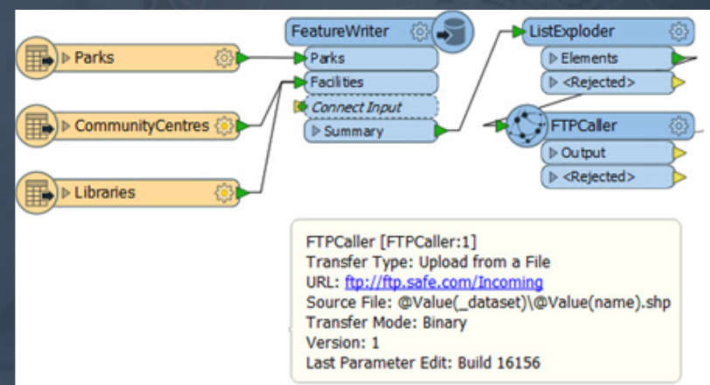 Parks
CommunityCentres
Libraries
FeatureWriter
Parks
Facilities
Connect Input
Summary
ListExploder
Elements
<Rejected>
FTPCaller
Output
<Rejected>
FTPCaller [FTPCaller:1]
Transfer Type: Upload from a File
URL: ftp://ftp.safe.com/Incoming
Source File: @Value(_dataset)\@Value(name).shp
Transfer Mode: Binary
Version: 1
Last Parameter Edit: Build 16156